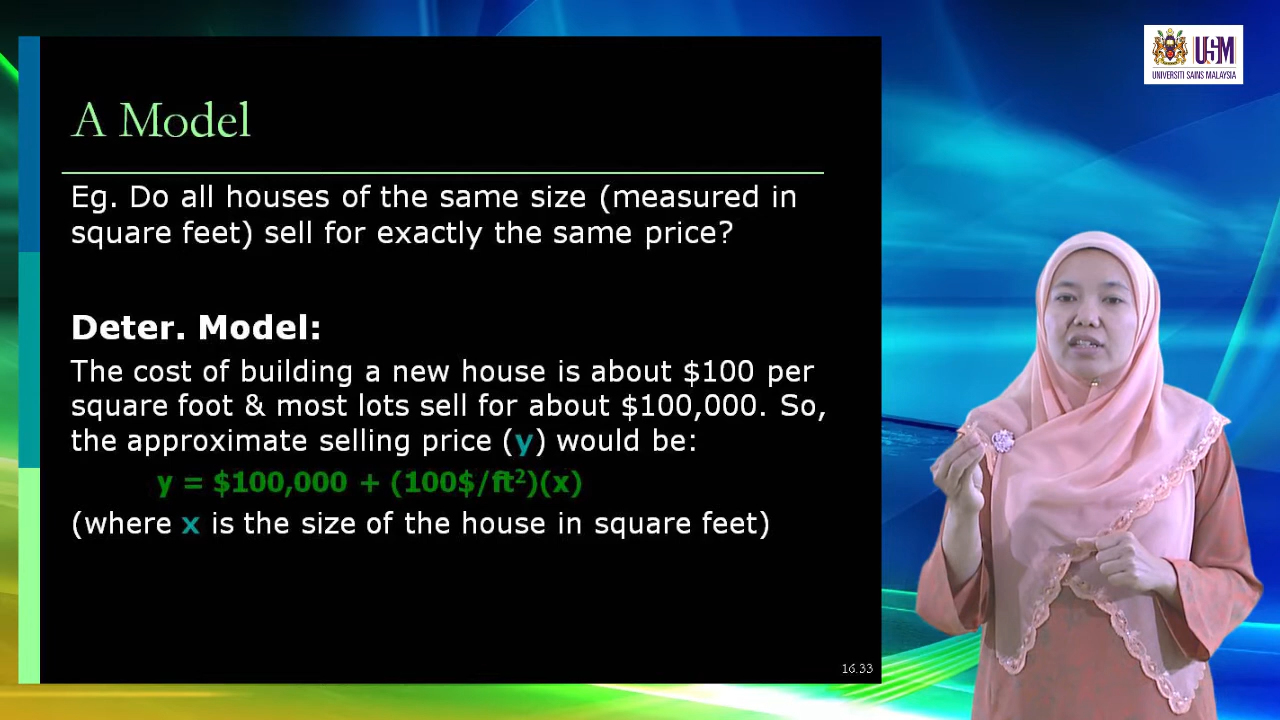 USM
UNIVERSITI SAINS MALAYSIA
A Model
Eg. Do all houses of the same size (measured in
square feet) sell for exactly the same price?
Deter. Model:
The cost of building a new house is about $100 per
square foot & most lots sell for about $100,000. So,
the approximate selling price (y) would be:
y = $100,000 + (100$/ft²)(x)
(where x is the size of the house in square feet)
16.33